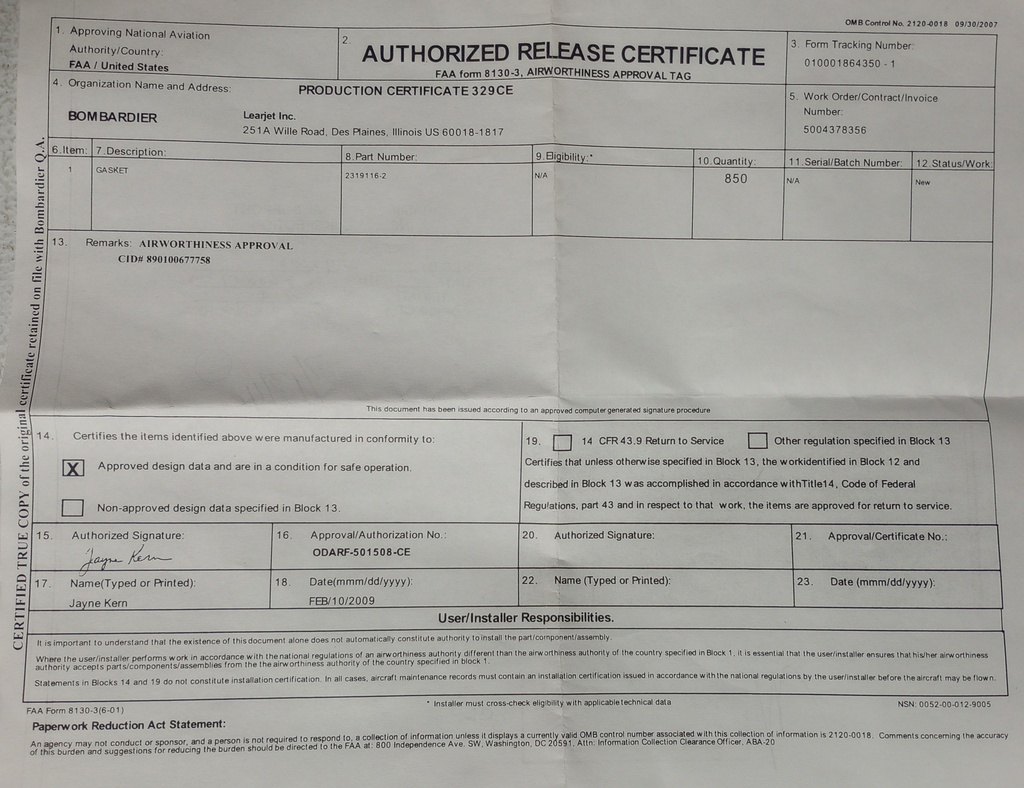 OMB Control No. 2120-0018 09/30/2007
1. Approving National Aviation
Authority/Country:
FAA / United States
2.
AUTHORIZED RELEASE CERTIFICATE
FAA form 8130-3, AIRWORTHINESS APPROVAL TAG
3. Form Tracking Number:
010001864350 - 1
4. Organization Name and Address:
PRODUCTION CERTIFICATE 329CE
BOMBARDIER
Learjet Inc.
251A Wille Road, Des Plaines, Illinois US 60018-1817
5. Work Order/Contract/Invoice
Number:
5004378356
6.Item: 7.Description: 8.Part Number: 9.Eligibility:* 10.Quantity: 11.Serial/Batch Number: 12.Status/Work:
1 GASKET 2319116-2 N/A 850 N/A New
13. Remarks: AIRWORTHINESS APPROVAL
CID# 890100677758
This document has been issued according to an approved computer generated signature procedure
14. Certifies the items identified above were manufactured in conformity to:
X Approved design data and are in a condition for safe operation.
Non-approved design data specified in Block 13.
19. 14 CFR 43.9 Return to Service Other regulation specified in Block 13
Certifies that unless otherwise specified in Block 13, the workidentified in Block 12 and
described in Block 13 was accomplished in accordance withTitle14, Code of Federal
Regulations, part 43 and in respect to that work, the items are approved for return to service.
15. Authorized Signature:
Jayne Kern
16. Approval/Authorization No.:
ODARF-501508-CE
20. Authorized Signature:
21. Approval/Certificate No.:
17. Name(Typed or Printed):
Jayne Kern
18. Date(mmm/dd/yyyy):
FEB/10/2009
22. Name (Typed or Printed):
23. Date (mmm/dd/yyyy):
User/Installer Responsibilities.
It is important to understand that the existence of this document alone does not automatically constitute authority to install the part/component/assembly.
Where the user/installer performs work in accordance with the national regulations of an airworthiness authority different than the airworthiness authority of the country specified in Block 1, it is essential that the user/installer ensures that his/her airworthiness
authority accepts parts/components/assemblies from the the airworthiness authority of the country specified in block 1.
Statements in Blocks 14 and 19 do not constitute installation certification. In all cases, aircraft maintenance records must contain an installation certification issued in accordance with the national regulations by the user/installer before the aircraft may be flown.
FAA Form 8130-3(6-01)
* Installer must cross-check eligibility with applicable technical data
NSN: 0052-00-012-9005
Paperwork Reduction Act Statement:
An agency may not conduct or sponsor, and a person is not required to respond to, a collection of information unless it displays a currently valid OMB control number associated with this collection of information is 2120-0018. Comments concerning the accuracy
of this burden and suggestions for reducing the burden should be directed to the FAA at: 800 Independence Ave. SW, Washington, DC 20591, Attn: Information Collection Clearance Officer, ABA-20
CERTIFIED TRUE COPY of the original certificate retained on file with Bombardier Q.A.